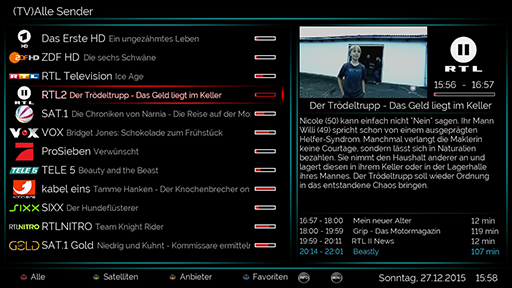 (TV)Alle Sender
Das Erste HD Ein ungezähmtes Leben
ZDF HD Die sechs Schwäne
RTL Television Ice Age
RTL2 Der Trödeltrupp - Das Geld liegt im Keller
SAT.1 Die Chroniken von Narnia - Die Reise auf der Mo
VOX Bridget Jones: Schokolade zum Frühstück
ProSieben Verwünscht
TELE 5 Beauty and the Beast
kabel eins Tamme Hanken - Der Knochenbrecher on
SIXX Der Hundeflüsterer
RTLNITRO Team Knight Rider
SAT.1 Gold Niedrig und Kuhnt - Kommissare ermitteln
RTL
15:56 - 16:57
Der Trödeltrupp - Das Geld liegt im Keller
Nicole (50) kann einfach nicht "Nein" sagen. Ihr Mann
Willi (49) spricht schon von einem ausgeprägten
Helfer-Syndrom. Manchmal verlangt die Maklerin
keine Courtage, sondern lässt sich in Naturalien
bezahlen. Sie nimmt den Haushalt anderer an und
lagert diesen in ihrem Keller oder in der Lagerhalle
ihres Mannes. Der Trödeltrupp soll wieder Ordnung
in das entstandene Chaos bringen.
16:57 - 18:00 Mein neuer Alter 12 min
18:00 - 19:59 Grip - Das Motormagazin 119 min
19:59 - 20:11 RTL II News 12 min
20:14 - 22:01 Beastly 107 min
Alle Satelliten Anbieter Favoriten INFO MENU Sonntag, 27.12.2015 15:58